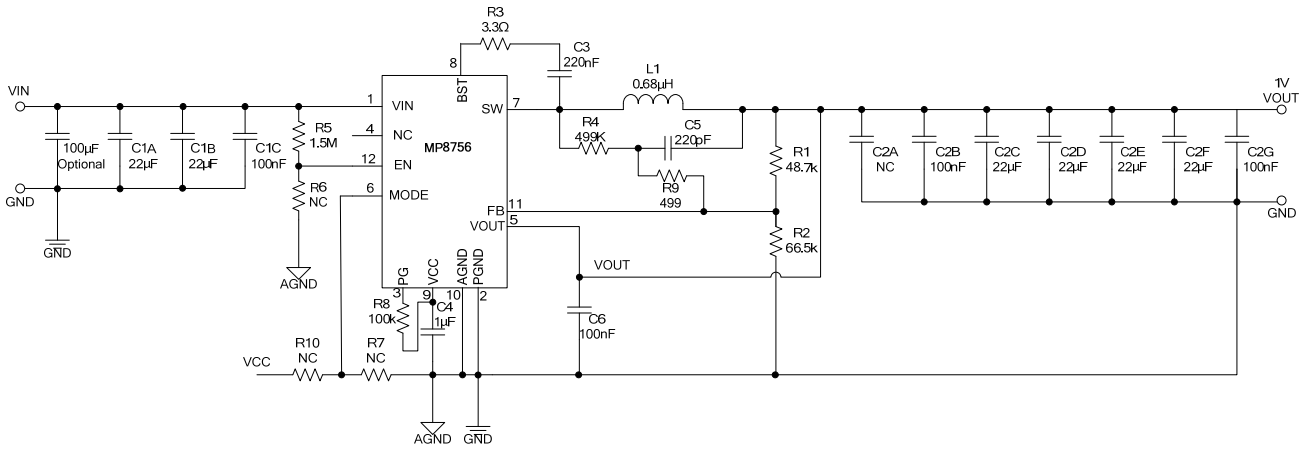 R3
3.3Ω
C3
220nF
8
BST
L1
0.68µH
VIN
1V
VOUT
1
VIN
SW
7
4
NC
MP8756
12
EN
6
MODE
FB
11
VOUT
5
100µF
Optional
C1A
22µF
C1B
22µF
C1C
100nF
R5
1.5M
R6
NC
GND
GND
AGND
R4
499K
C5
220pF
R9
499
R1
48.7k
R2
66.5k
C2A
NC
C2B
100nF
C2C
22µF
C2D
22µF
C2E
22µF
C2F
22µF
C2G
100nF
GND
VOUT
PG
VCC
AGND
PGND
3
9
10
2
R8
100k
C4
1µF
C6
100nF
VCC
R10
NC
R7
NC
AGND
GND